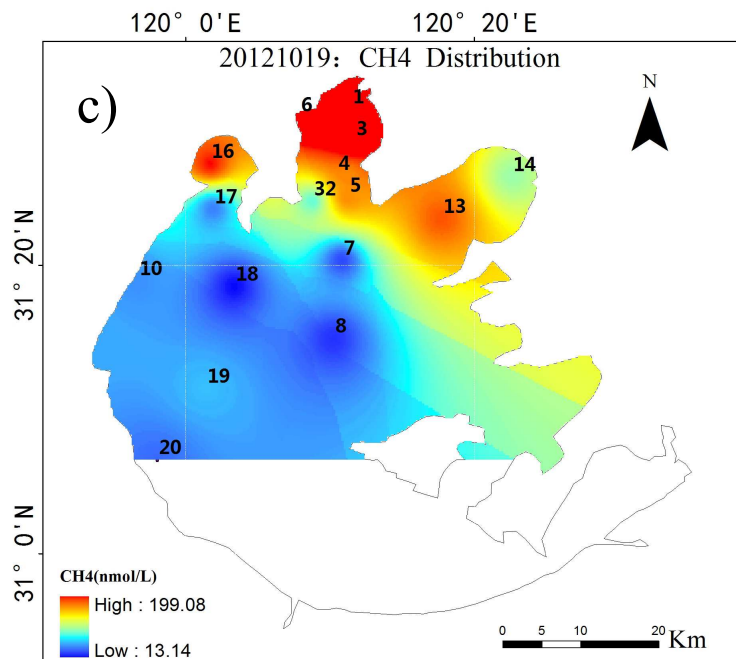 120° 0'E 120° 20'E
20121019: CH4 Distribution
c)
N
6 1
3
16 4 14
17 32 5 13
31° 20'N
7
10 18
8
19
20
31° 0'N
CH4(nmol/L)
High : 199.08
Low : 13.14
0 5 10 20 Km